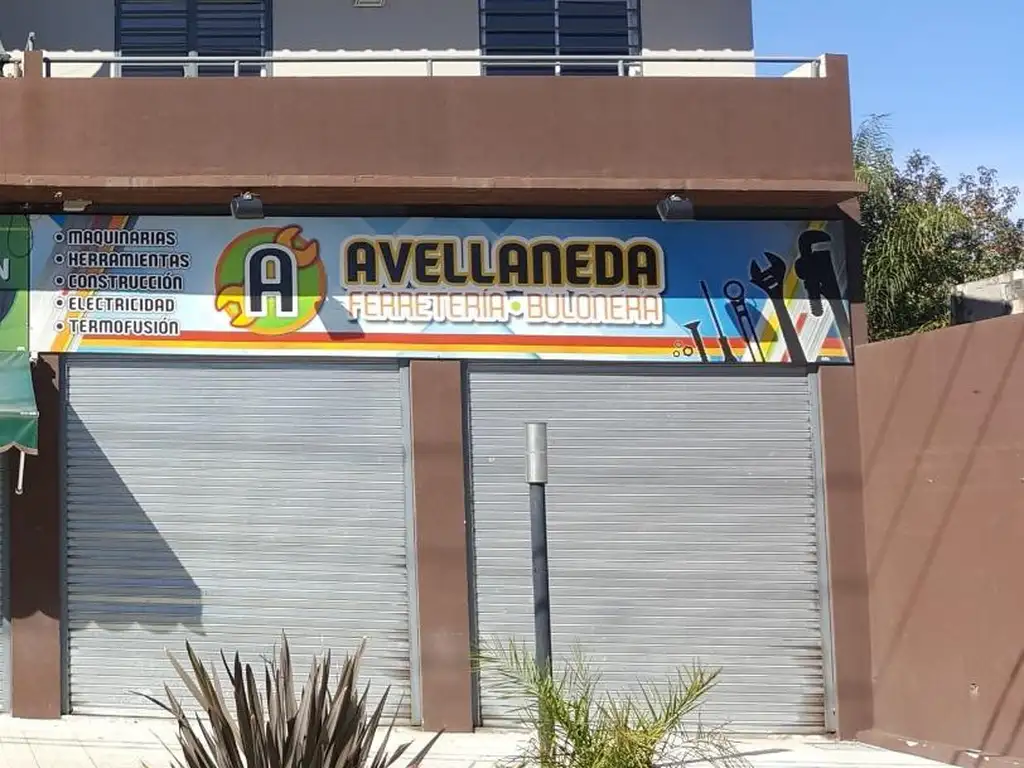 • MAQUINARIAS
• HERRAMIENTAS
• CONSTRUCCIÓN
• ELECTRICIDAD
• TERMOFUSIÓN
A
AVELLANEDA
FERRETERÍA • BULONERA
N